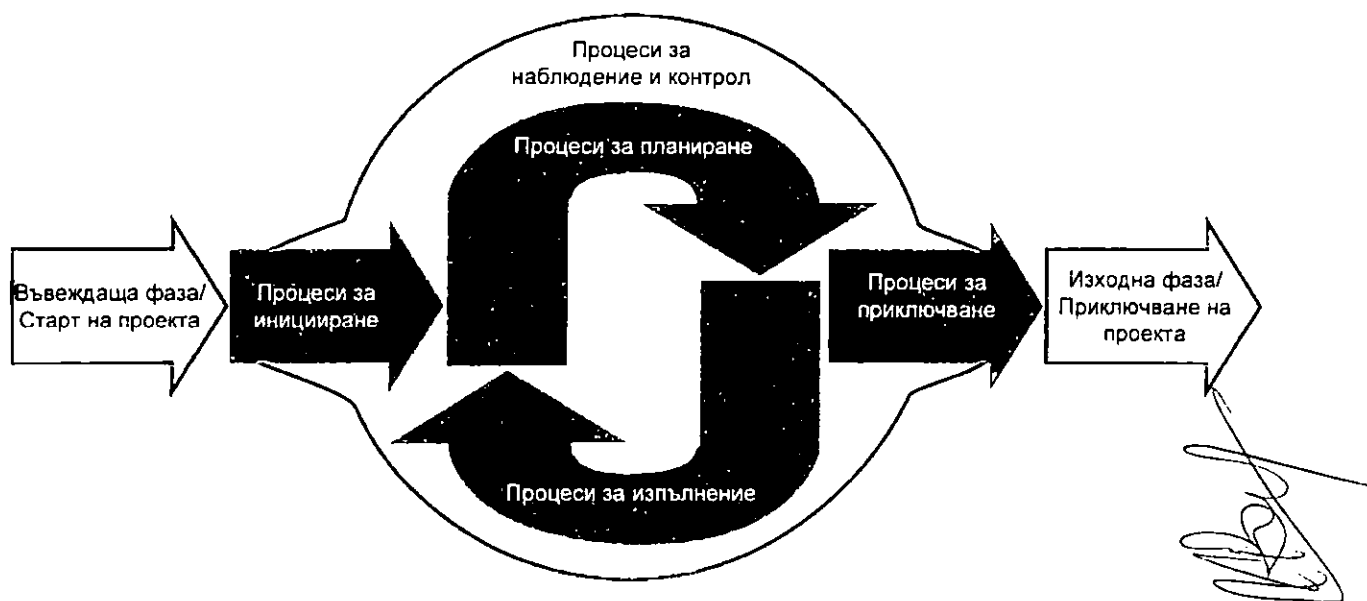 Процеси за
наблюдение и контрол
Процеси за планиране
Въвеждаща фаза/
Старт на проекта
Процеси за
иницииране
Процеси за
приключване
Изходна фаза/
Приключване на
проекта
Процеси за изпълнение